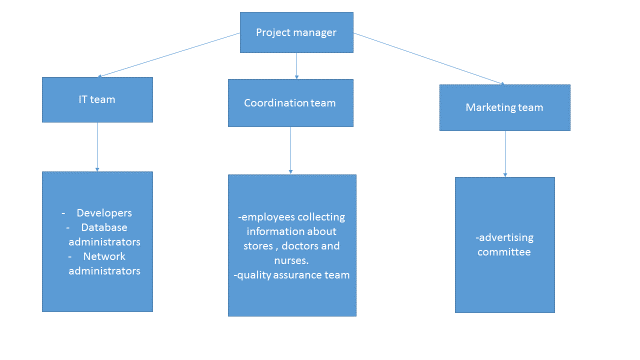 Project manager
IT team
Coordination team
Marketing team
- Developers
- Database
administrators
- Network
administrators
-employees collecting
information about
stores , doctors and
nurses.
-quality assurance team
-advertising
committee